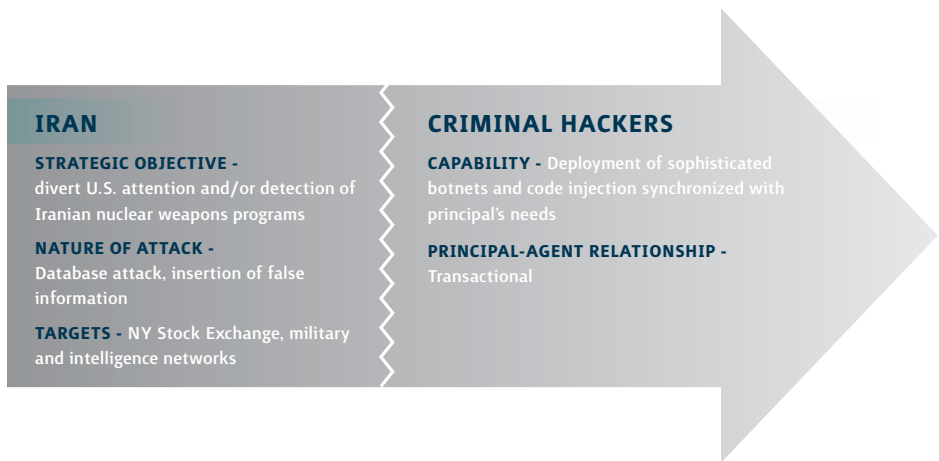 IRAN
STRATEGIC OBJECTIVE -
divert U.S. attention and/or detection of
Iranian nuclear weapons programs
NATURE OF ATTACK -
Database attack, insertion of false
information
TARGETS - NY Stock Exchange, military
and intelligence networks
CRIMINAL HACKERS
CAPABILITY - Deployment of sophisticated
botnets and code injection synchronized with
principal's needs
PRINCIPAL-AGENT RELATIONSHIP -
Transactional